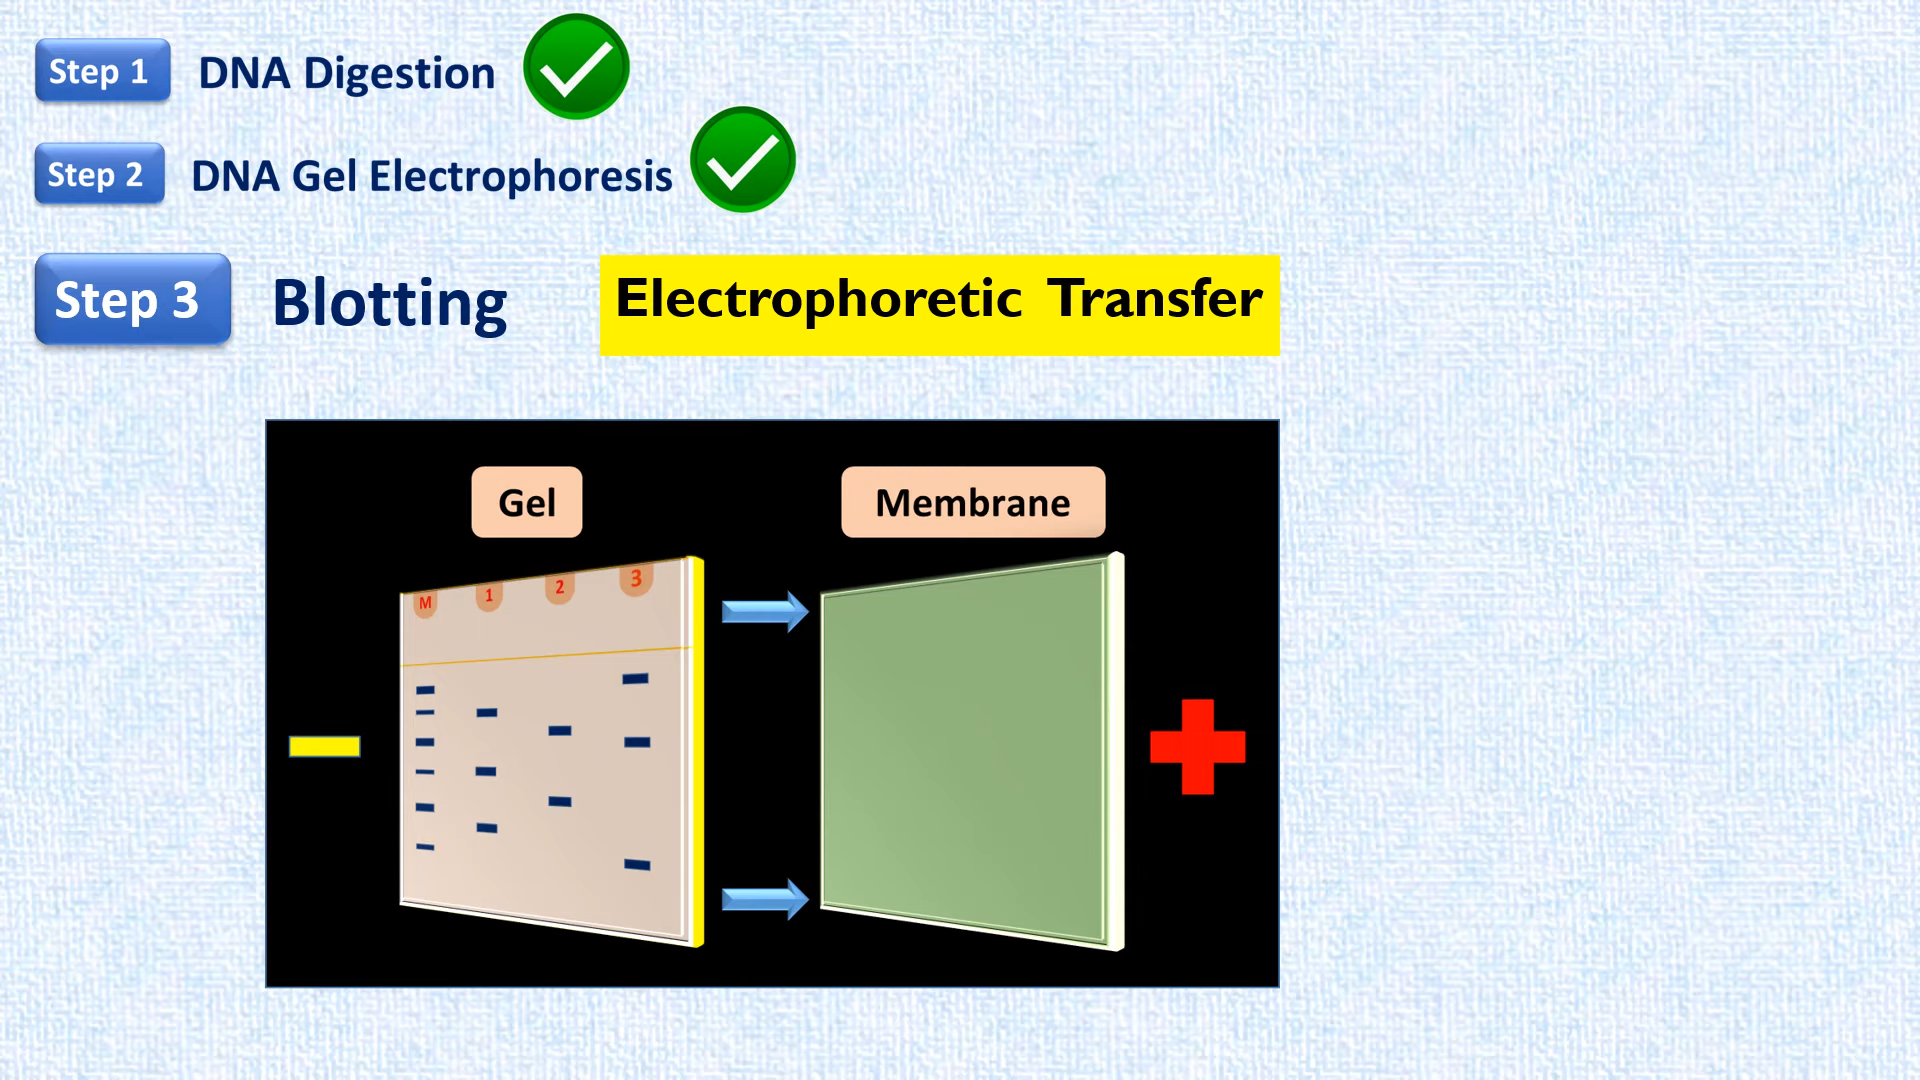 Step 1 DNA Digestion
Step 2 DNA Gel Electrophoresis
Step 3 Blotting Electrophoretic Transfer
Gel Membrane
M 1 2 3